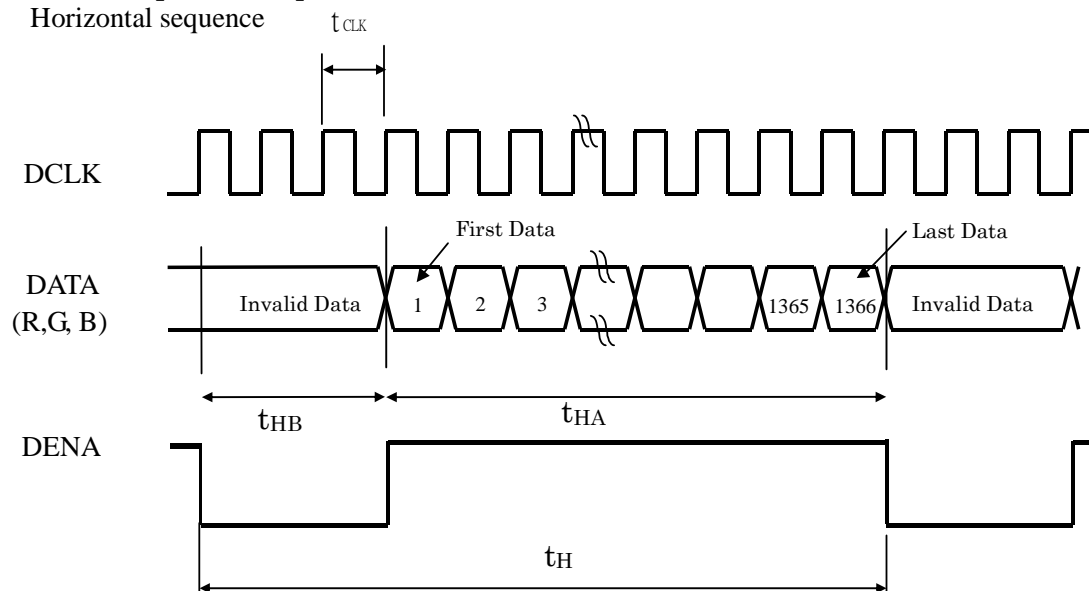 Horizontal sequence
tCLK
DCLK
First Data
Last Data
DATA
(R,G, B)
Invalid Data 1 2 3 1365 1366 Invalid Data
tHB tHA
DENA
tH